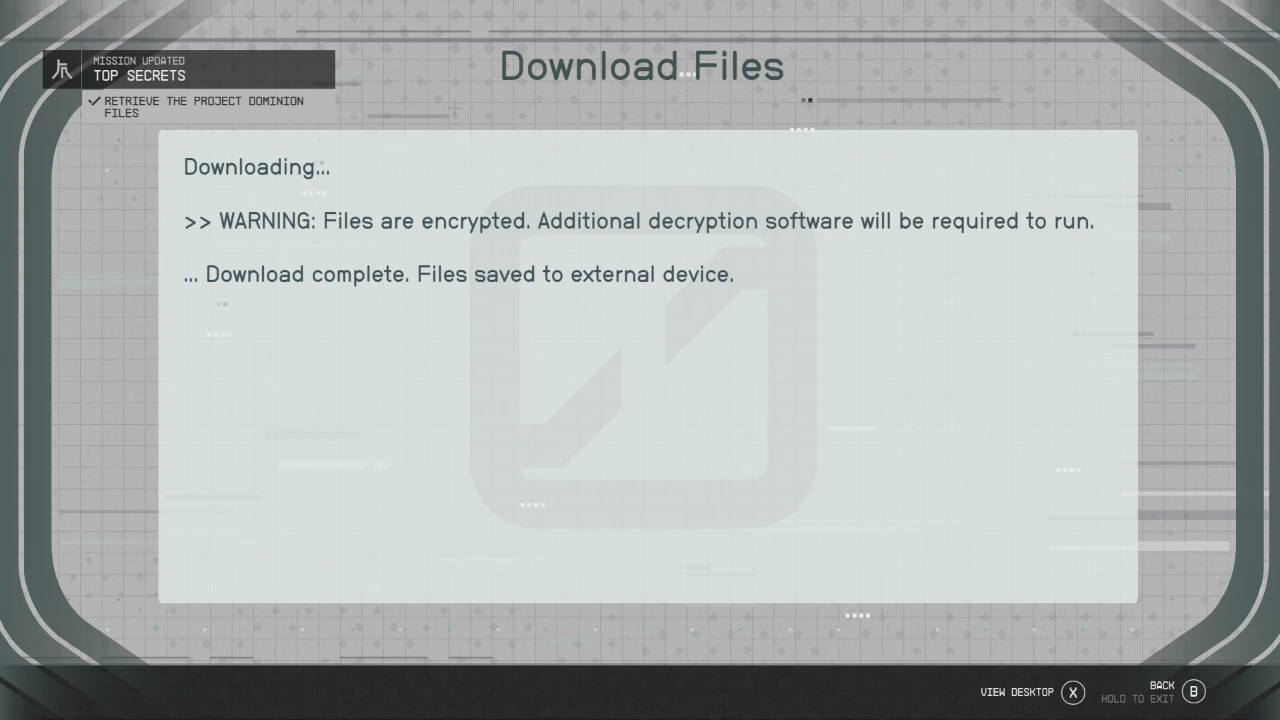 MISSION UPDATED
TOP SECRETS
RETRIEVE THE PROJECT DOMINION
FILES
Download Files
Downloading...
>> WARNING: Files are encrypted. Additional decryption software will be required to run.
... Download complete. Files saved to external device.
VIEW DESKTOP X
BACK B
HOLD TO EXIT